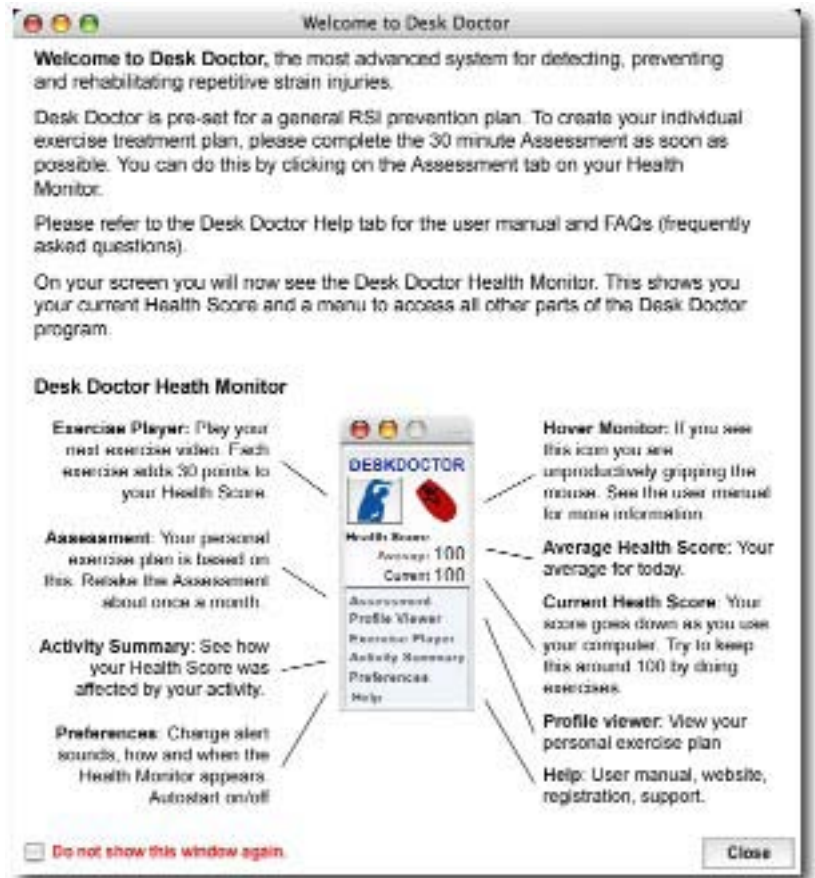 Welcome to Desk Doctor
Welcome to Desk Doctor, the most advanced system for detecting, preventing
and rehabilitating repetitive strain injuries.
Desk Doctor is pre-set for a general RSI prevention plan. To create your individual
exercise treatment plan, please complete the 30 minute Assessment as soon as
possible. You can do this by clicking on the Assessment tab on your Health
Monitor.
Please refer to the Desk Doctor Help tab for the user manual and FAQs (frequently
asked questions).
On your screen you will now see the Desk Doctor Health Monitor. This shows you
your current Health Score and a menu to access all other parts of the Desk Doctor
program.
Desk Doctor Heath Monitor
Exercise Player: Play your
next exercise video. Each
exercise adds 30 points to
your Health Score.
Assessment: Your personal
exercise plan is based on
this. Retake the Assessment
about once a month.
Activity Summary: See how
your Health Score was
affected by your activity.
Preferences: Change alert
sounds, how and when the
Health Monitor appears.
Autostart on/off
DESKDOCTOR
Health Score
Average 100
Current 100
Assessment
Profile Viewer
Exercise Player
Activity Summary
Preferences
Help
Hover Monitor: If you see
this icon you are
unproductively gripping the
mouse. See the user manual
for more information.
Average Health Score: Your
average for today.
Current Heath Score: Your
score goes down as you use
your computer. Try to keep
this around 100 by doing
exercises.
Profile viewer: View your
personal exercise plan
Help: User manual, website,
registration, support.
Do not show this window again.
Close